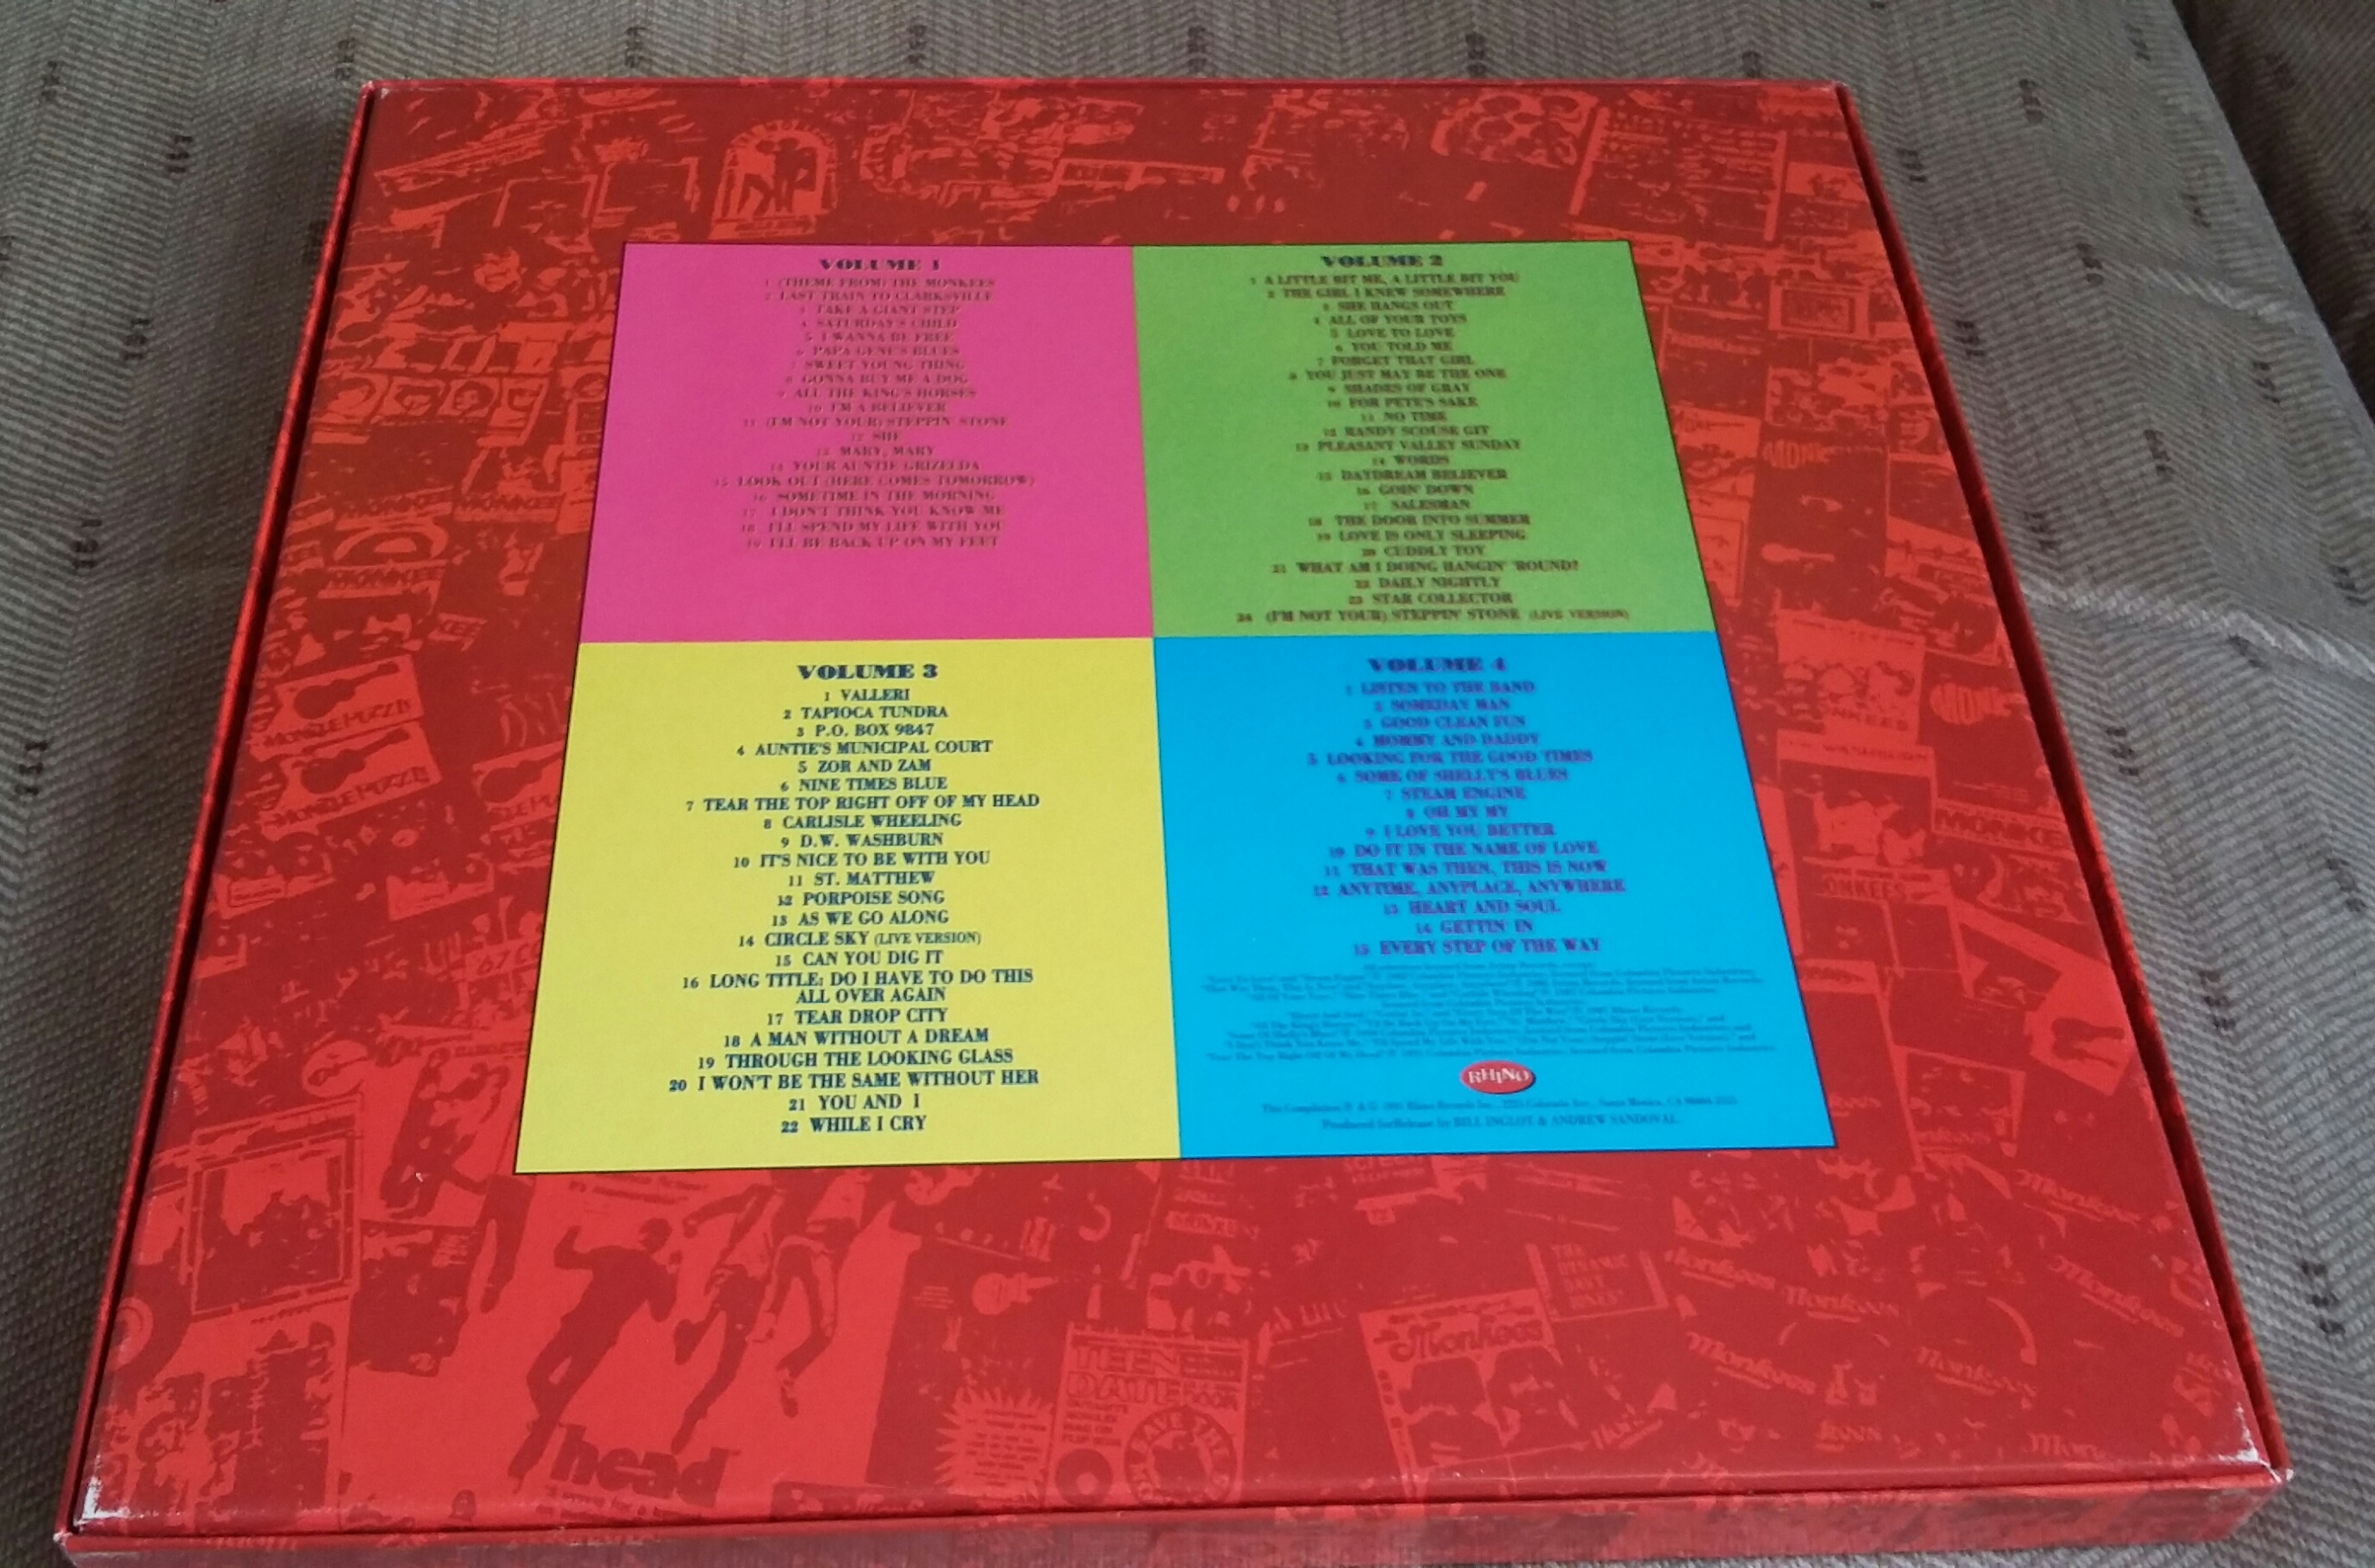 VOLUME 1
1 (THEME FROM) THE MONKEES
2 LAST TRAIN TO CLARKSVILLE
3 TAKE A GIANT STEP
4 SATURDAY'S CHILD
5 I WANNA BE FREE
6 PAPA GENE'S BLUES
7 SWEET YOUNG THING
8 GONNA BUY ME A DOG
9 ALL THE KING'S HORSES
10 I'M A BELIEVER
11 (I'M NOT YOUR) STEPPIN' STONE
12 SHE
13 MARY, MARY
14 YOUR AUNTIE GRIZELDA
15 LOOK OUT (HERE COMES TOMORROW)
16 SOMETIME IN THE MORNING
17 I DON'T THINK YOU KNOW ME
18 I'LL SPEND MY LIFE WITH YOU
19 I'LL BE BACK UP ON MY FEET
VOLUME 2
1 A LITTLE BIT ME, A LITTLE BIT YOU
2 THE GIRL I KNEW SOMEWHERE
3 SHE HANGS OUT
4 ALL OF YOUR TOYS
5 LOVE TO LOVE
6 YOU TOLD ME
7 FORGET THAT GIRL
8 YOU JUST MAY BE THE ONE
9 SHADES OF GRAY
10 FOR PETE'S SAKE
11 NO TIME
12 RANDY SCOUSE GIT
13 PLEASANT VALLEY SUNDAY
14 WORDS
15 DAYDREAM BELIEVER
16 GOIN' DOWN
17 SALESMAN
18 THE DOOR INTO SUMMER
19 LOVE IS ONLY SLEEPING
20 CUDDLY TOY
21 WHAT AM I DOING HANGIN' 'ROUND?
22 DAILY NIGHTLY
23 STAR COLLECTOR
24 (I'M NOT YOUR) STEPPIN' STONE (LIVE VERSION)
VOLUME 3
1 VALLERI
2 TAPIOCA TUNDRA
3 P.O. BOX 9847
4 AUNTIE'S MUNICIPAL COURT
5 ZOR AND ZAM
6 NINE TIMES BLUE
7 TEAR THE TOP RIGHT OFF OF MY HEAD
8 CARLISLE WHEELING
9 D.W. WASHBURN
10 IT'S NICE TO BE WITH YOU
11 ST. MATTHEW
12 PORPOISE SONG
13 AS WE GO ALONG
14 CIRCLE SKY (LIVE VERSION)
15 CAN YOU DIG IT
16 LONG TITLE: DO I HAVE TO DO THIS
ALL OVER AGAIN
17 TEAR DROP CITY
18 A MAN WITHOUT A DREAM
19 THROUGH THE LOOKING GLASS
20 I WON'T BE THE SAME WITHOUT HER
21 YOU AND I
22 WHILE I CRY
VOLUME 4
1 LISTEN TO THE BAND
2 SOMEDAY MAN
3 GOOD CLEAN FUN
4 MOMMY AND DADDY
5 LOOKING FOR THE GOOD TIMES
6 SOME OF SHELLY'S BLUES
7 STEAM ENGINE
8 OH MY MY
9 I LOVE YOU BETTER
10 DO IT IN THE NAME OF LOVE
11 THAT WAS THEN, THIS IS NOW
12 ANYTIME, ANYPLACE, ANYWHERE
13 HEART AND SOUL
14 GETTIN' IN
15 EVERY STEP OF THE WAY
RHINO
Produced for Release by BILL INGLOT & ANDREW SANDOVAL
head
TEEN
DATE BOOK
Monkees